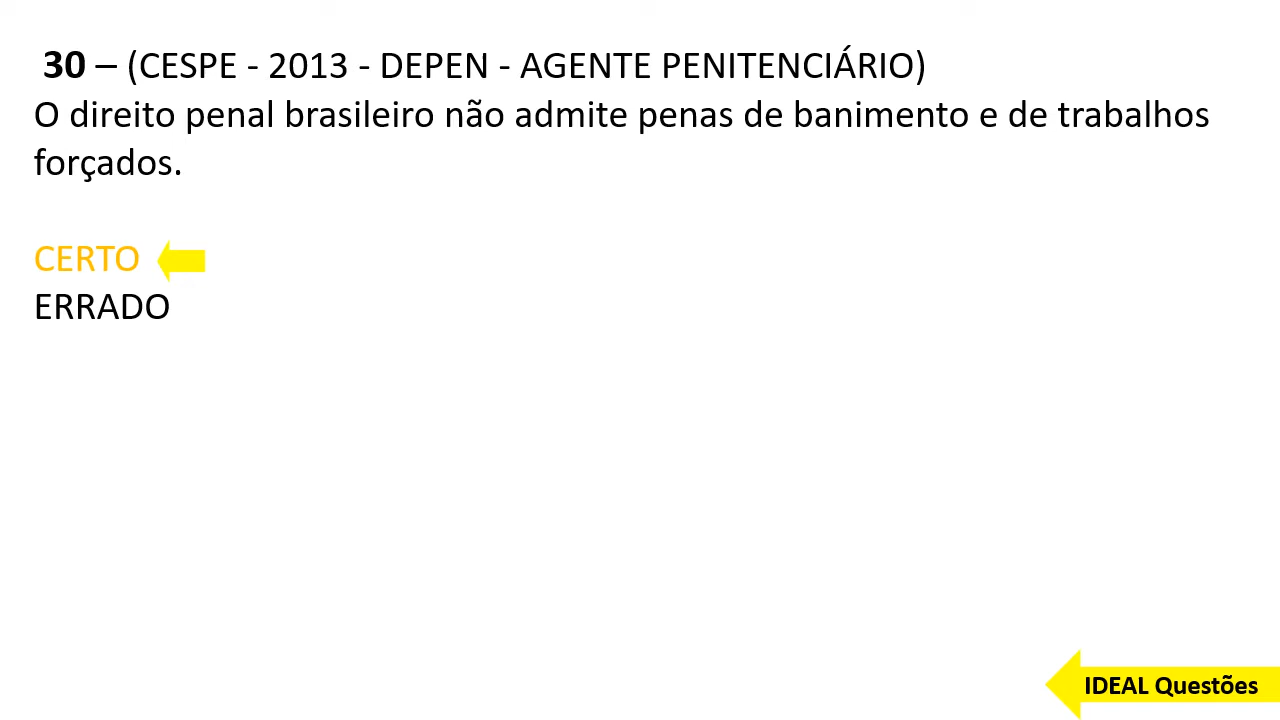 30 – (CESPE - 2013 - DEPEN - AGENTE PENITENCIÁRIO)
O direito penal brasileiro não admite penas de banimento e de trabalhos
forçados.
CERTO
ERRADO
IDEAL Questões